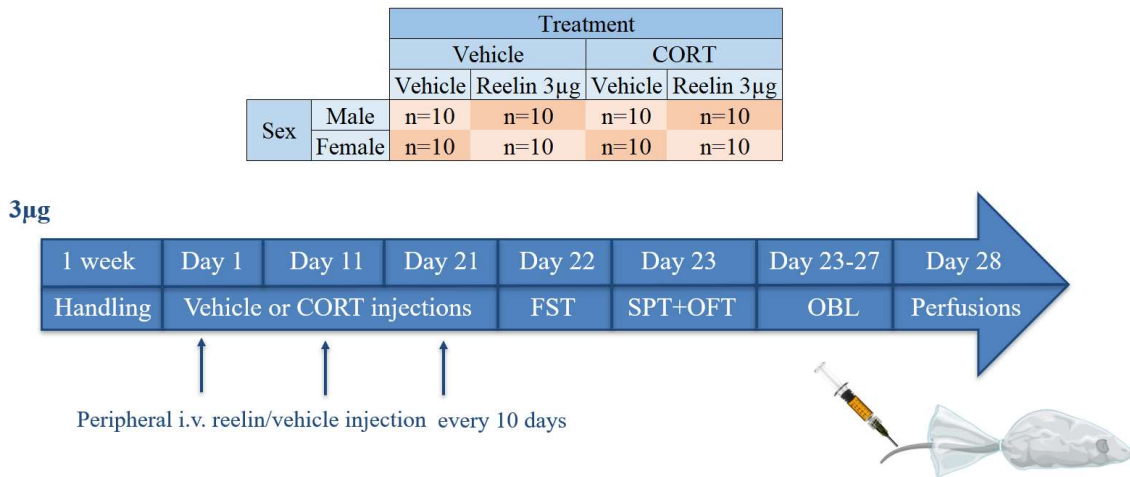 Treatment
Vehicle CORT
Vehicle Reelin 3µg Vehicle Reelin 3µg
Sex
Male n=10 n=10 n=10 n=10
Female n=10 n=10 n=10 n=10
3µg
1 week Day 1 Day 11 Day 21 Day 22 Day 23 Day 23-27 Day 28
Handling Vehicle or CORT injections FST SPT+OFT OBL Perfusions
Peripheral i.v. reelin/vehicle injection every 10 days